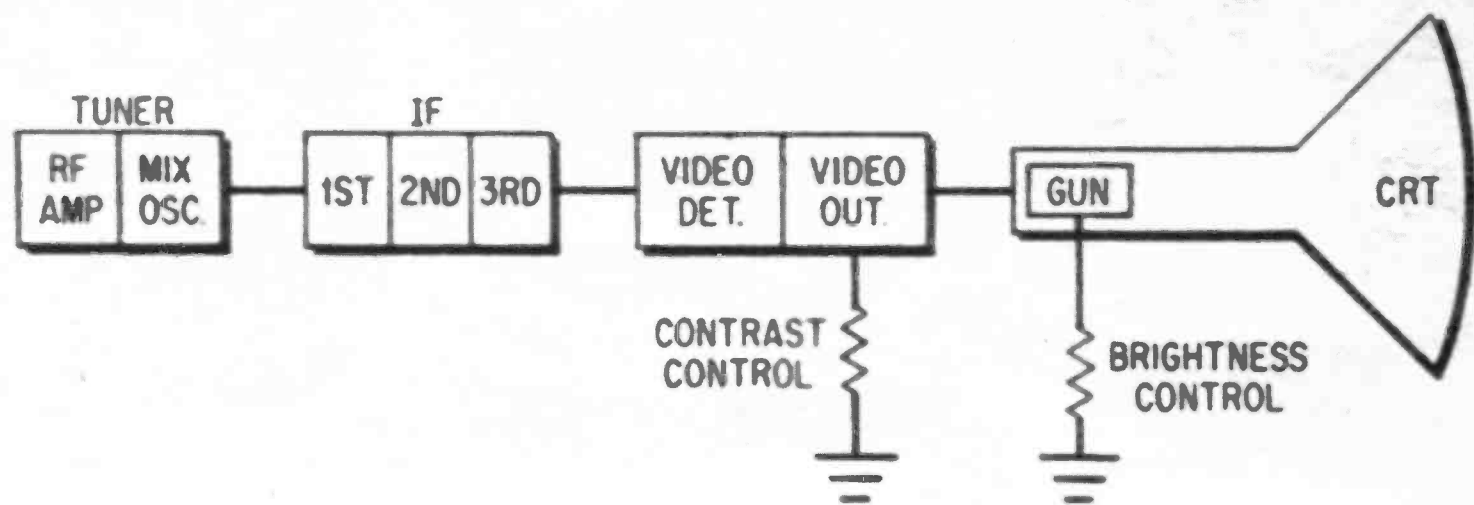 TUNER
RF
AMP
MIX
OSC.
IF
1ST
2ND
3RD
VIDEO
DET.
VIDEO
OUT.
CONTRAST
CONTROL
GUN
BRIGHTNESS
CONTROL
CRT